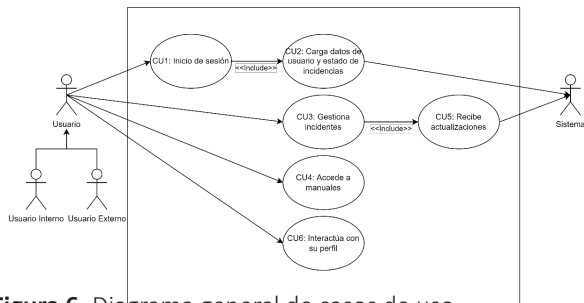 CU1: Inicio de sesión
<<Include>>
CU2: Carga datos de
usuario y estado de
incidencias
Usuario
CU3: Gestiona
incidentes
<<Include>>
CU5: Recibe
actualizaciones
Sistema
Usuario Interno
Usuario Externo
CU4: Accede a
manuales
CU6: Interactúa con
su perfil
Figura 6. Diagrama general de casos de uso